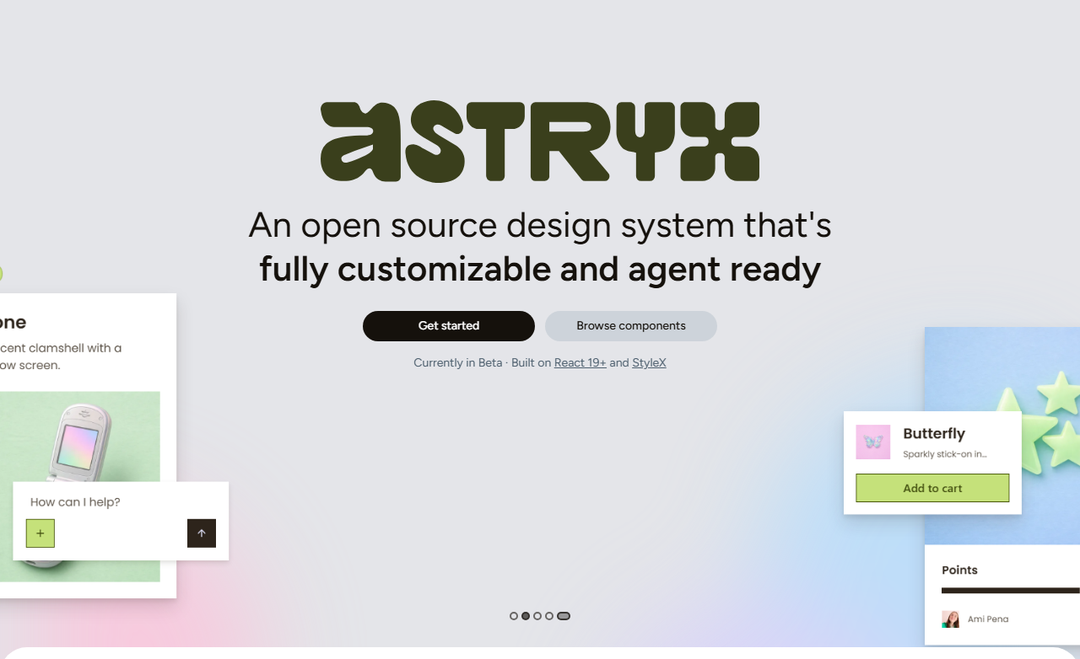 aSTRYX
An open source design system that's
fully customizable and agent ready
Get started
Browse components
Currently in Beta · Built on React 19+ and StyleX
cent clamshell with a
screen.
How can I help?
+
Butterfly
Sparkly stick-on in...
Add to cart
Points
Ami Pena